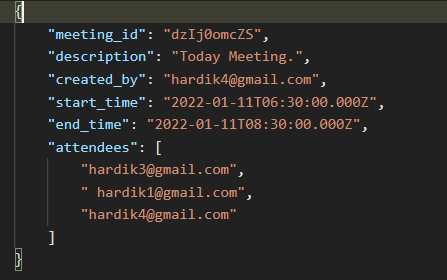 {
    "meeting_id": "dzIj0omcZS",
    "description": "Today Meeting.",
    "created_by": "hardik4@gmail.com",
    "start_time": "2022-01-11T06:30:00.000Z",
    "end_time": "2022-01-11T08:30:00.000Z",
    "attendees": [
        "hardik3@gmail.com",
        " hardik1@gmail.com",
        "hardik4@gmail.com"
    ]
}